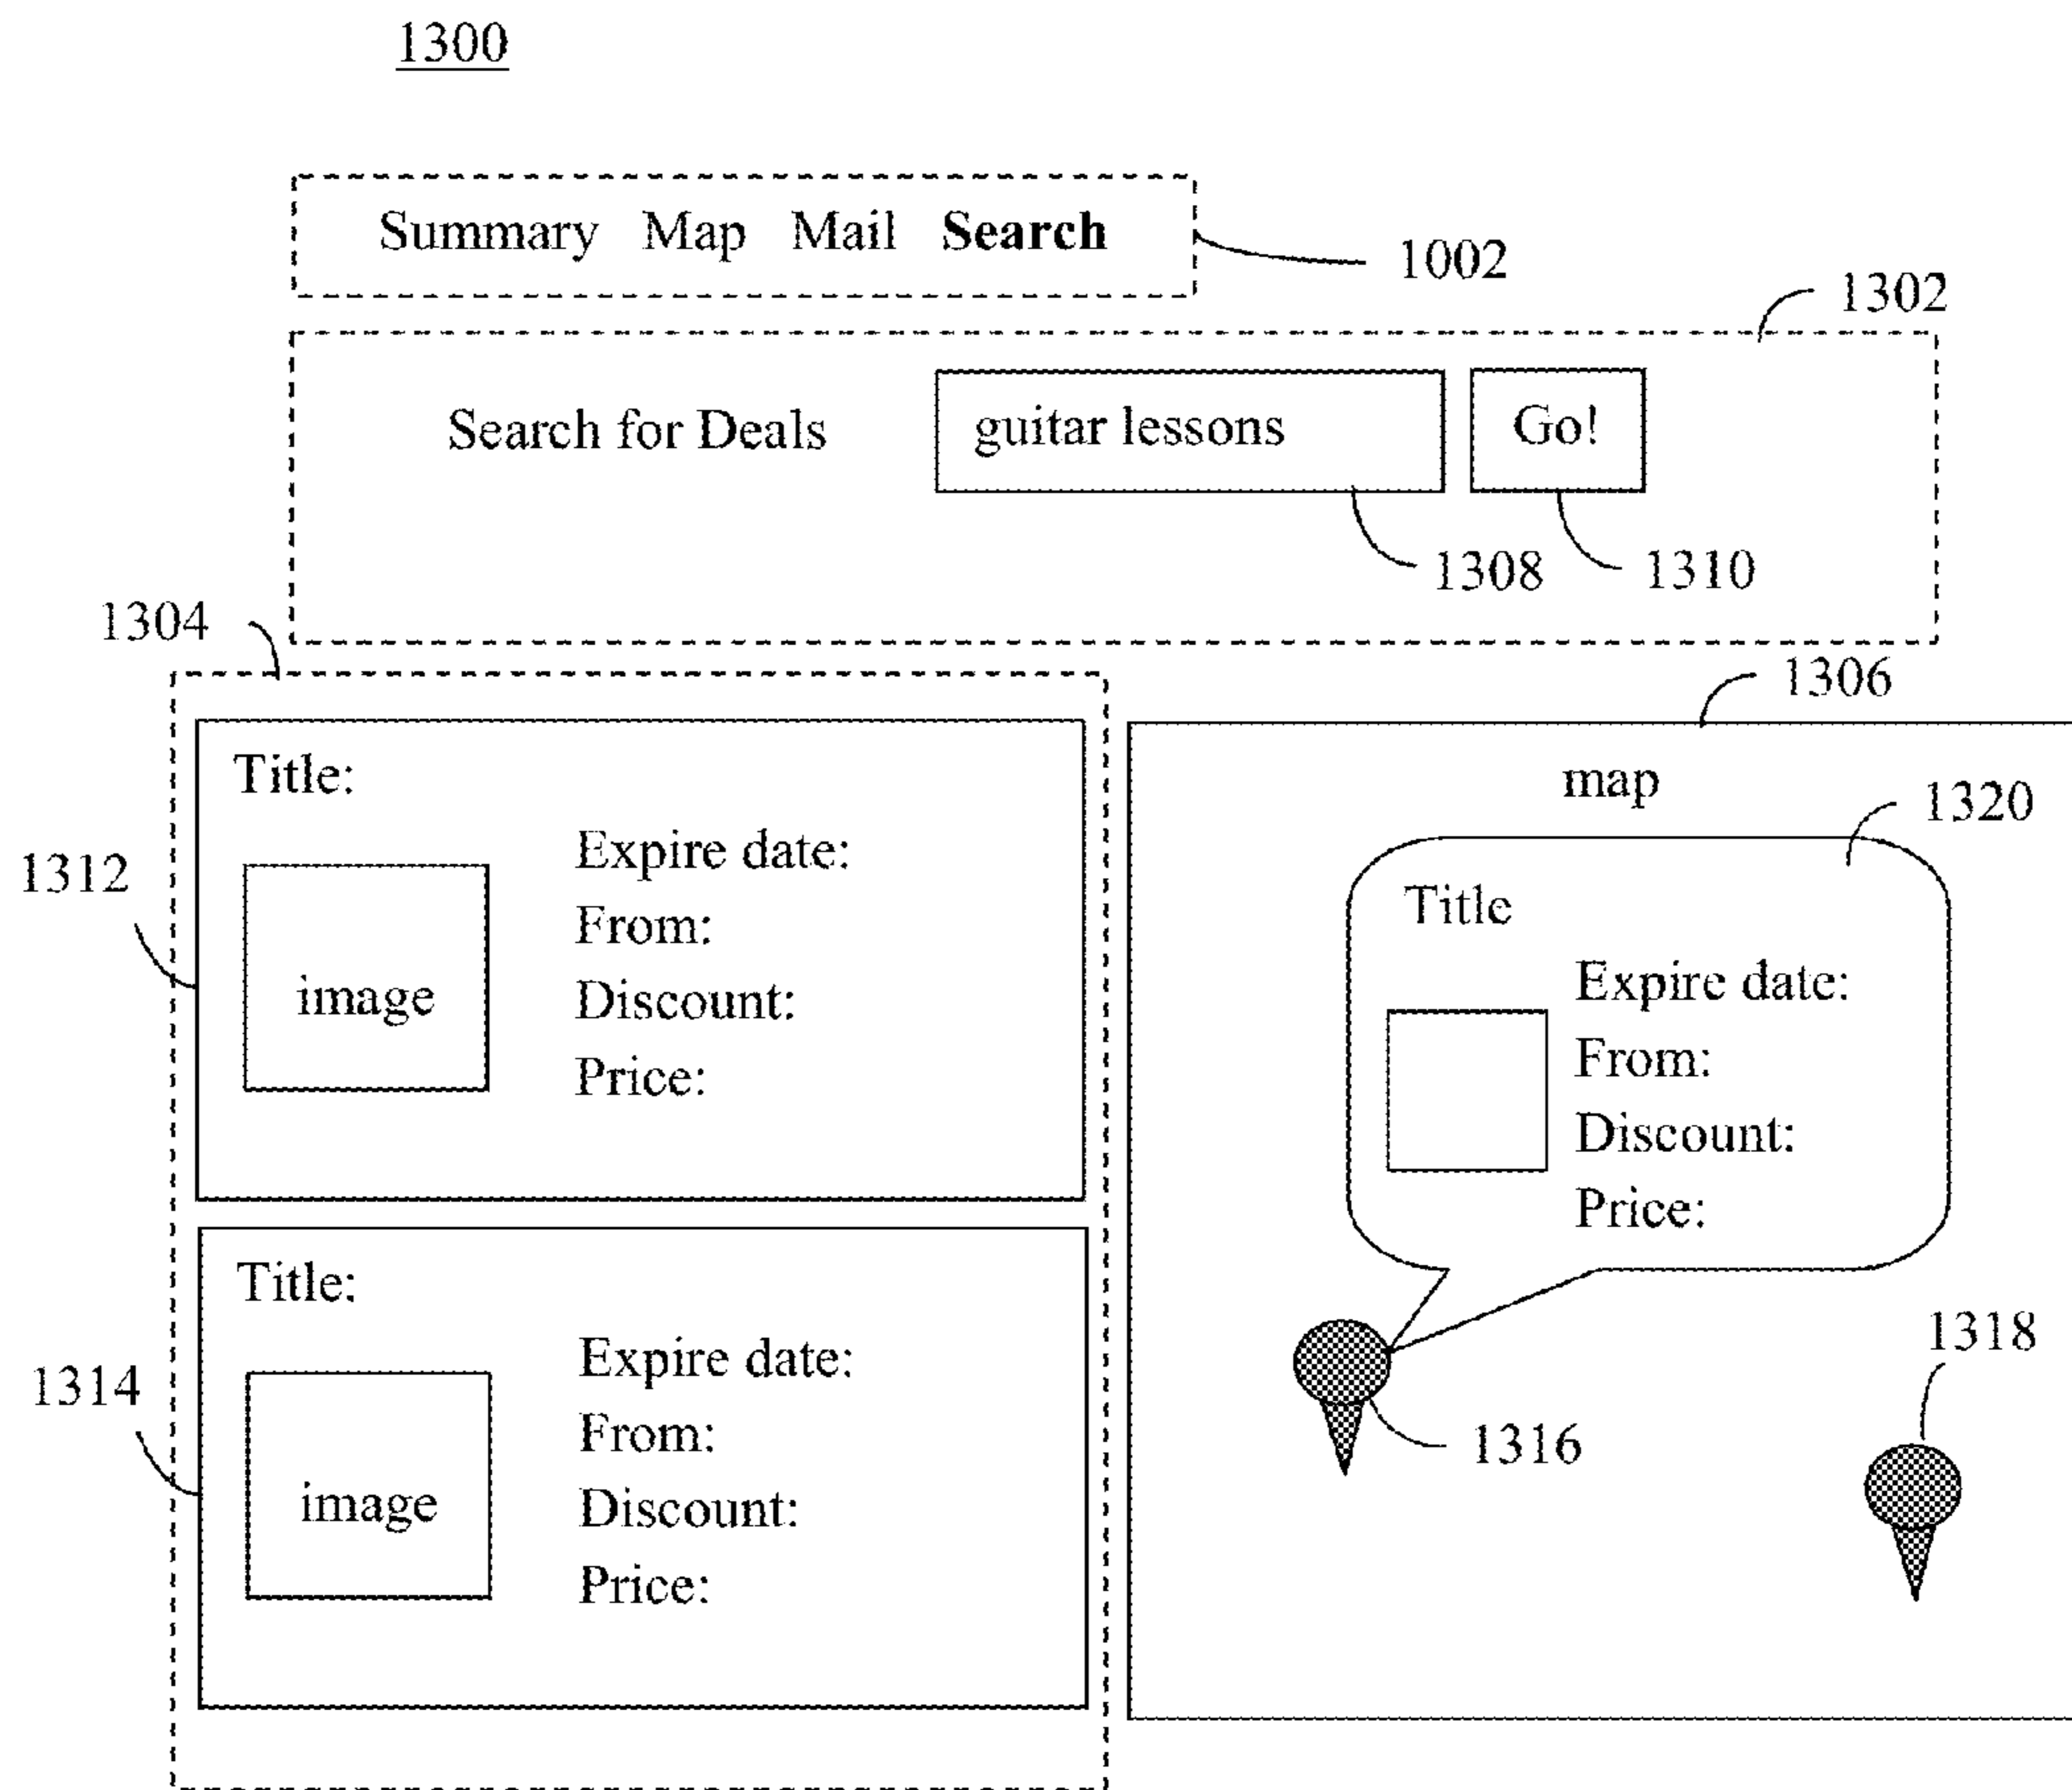 1300
Summary Map Mail Search
1002
1302
Search for Deals
guitar lessons
Go!
1308
1310
1304
1306
Title:
Expire date:
From:
Discount:
Price:
image
1312
Title:
Expire date:
From:
Discount:
Price:
image
1314
map
1320
Title
Expire date:
From:
Discount:
Price:
1316
1318